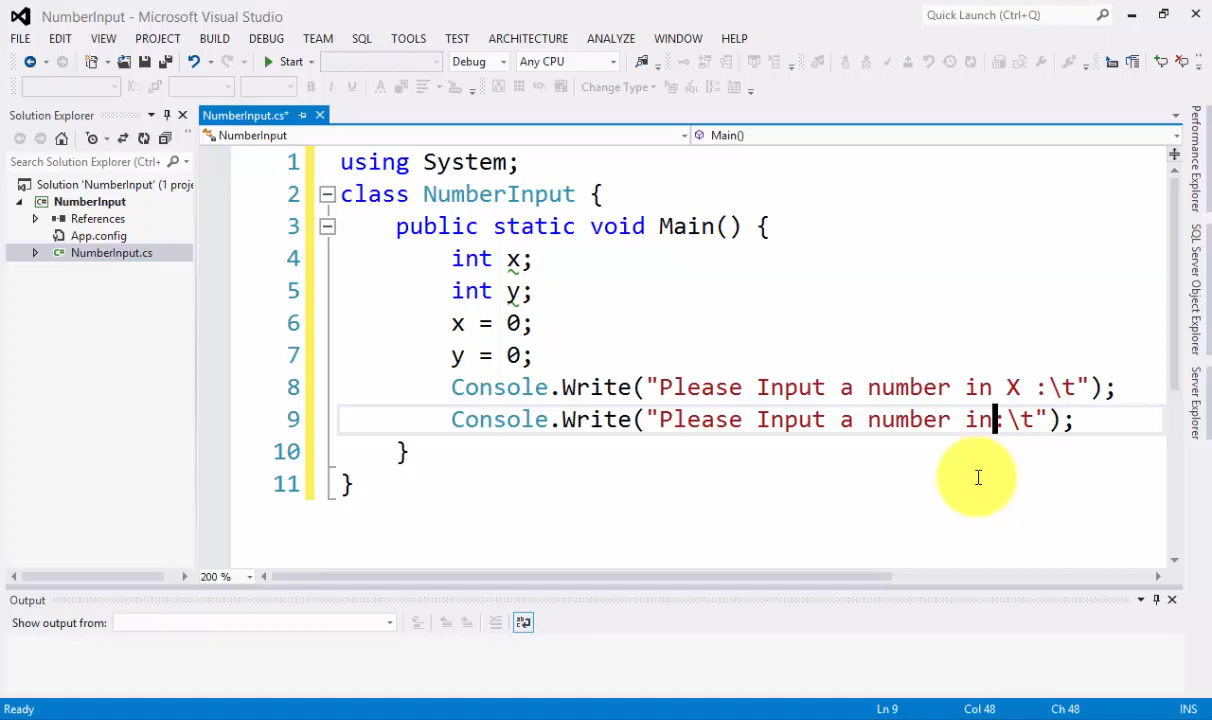 NumberInput - Microsoft Visual Studio
Quick Launch (Ctrl+Q)
FILE EDIT VIEW PROJECT BUILD DEBUG TEAM SQL TOOLS TEST ARCHITECTURE ANALYZE WINDOW HELP
Start Debug Any CPU
Change Type
Solution Explorer
Search Solution Explorer (Ctrl+
Solution 'NumberInput' (1 proje
NumberInput
References
App.config
NumberInput.cs
NumberInput.cs*
NumberInput Main()
1 using System;
2 class NumberInput {
3 public static void Main() {
4 int x;
5 int y;
6 x = 0;
7 y = 0;
8 Console.Write("Please Input a number in X :\t");
9 Console.Write("Please Input a number in:\t");
10 }
11 }
200 %
Performance Explorer
SQL Server Object Explorer
Server Explorer
Output
Show output from:
Ready Ln 9 Col 48 Ch 48 INS